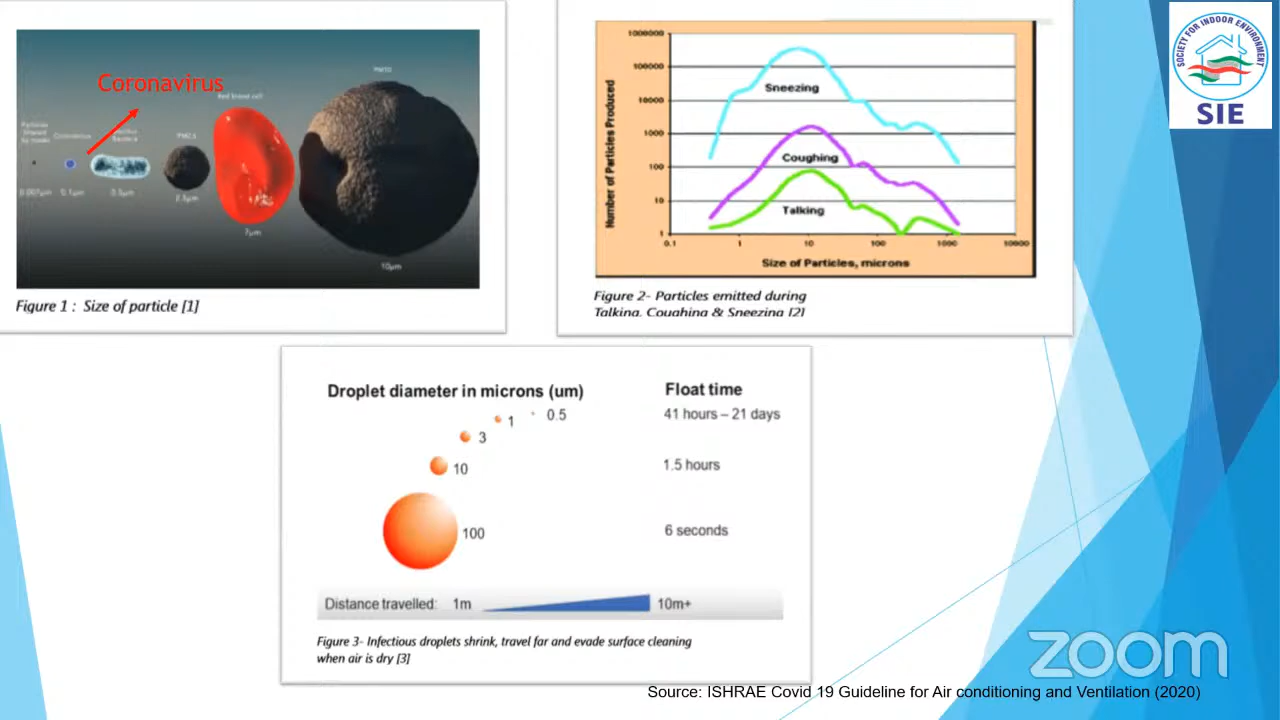 Coronavirus
Red blood cell
PM2.5
0.007µm
0.1µm
0.5µm
2.5µm
7µm
10µm
Figure 1 : Size of particle [1]
Number of Particles Produced
1000000
100000
10000
1000
100
10
1
Sneezing
Coughing
Talking
0.1
1
10
100
1000
10000
Size of Particles, microns
Figure 2- Particles emitted during
Talking, Coughing & Sneezing [2]
SOCIETY FOR INDOOR ENVIRONMENT
SIE
Droplet diameter in microns (um)
Float time
0.5
41 hours – 21 days
1
3
10
1.5 hours
100
6 seconds
Distance travelled: 1m 10m+
Figure 3- Infectious droplets shrink, travel far and evade surface cleaning
when air is dry [3]
zoom
Source: ISHRAE Covid 19 Guideline for Air conditioning and Ventilation (2020)